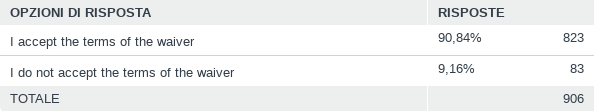 OPZIONI DI RISPOSTA RISPOSTE
I accept the terms of the waiver 90,84% 823
I do not accept the terms of the waiver 9,16% 83
TOTALE 906